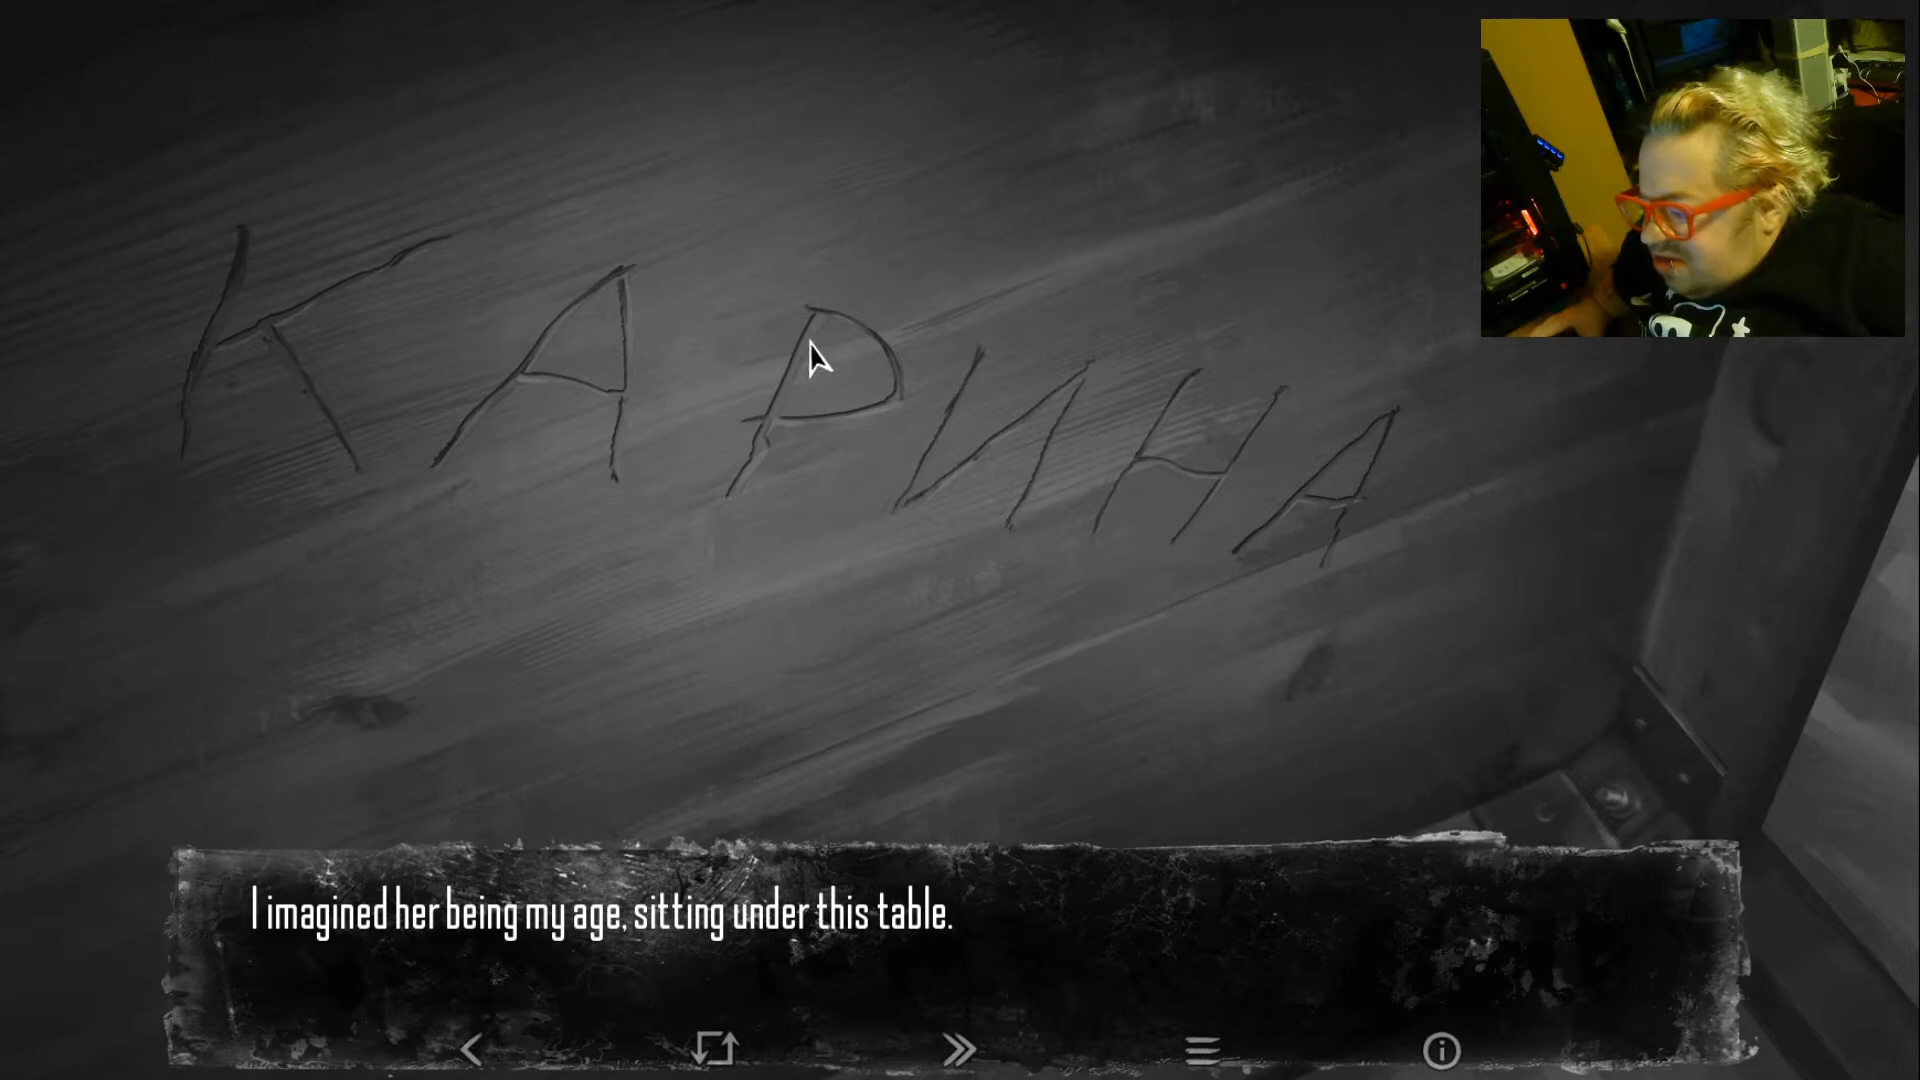 КАРИНА
I imagined her being my age, sitting under this table.